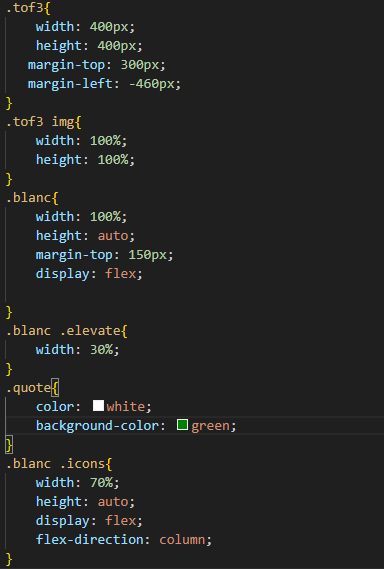 .tof3{
    width: 400px;
    height: 400px;
   margin-top: 300px;
   margin-left: -460px;
}
.tof3 img{
    width: 100%;
    height: 100%;
}
.blanc{
    width: 100%;
    height: auto;
    margin-top: 150px;
    display: flex;

}
.blanc .elevate{
    width: 30%;
}
.quote{
    color: white;
    background-color: green;
}
.blanc .icons{
    width: 70%;
    height: auto;
    display: flex;
    flex-direction: column;
}